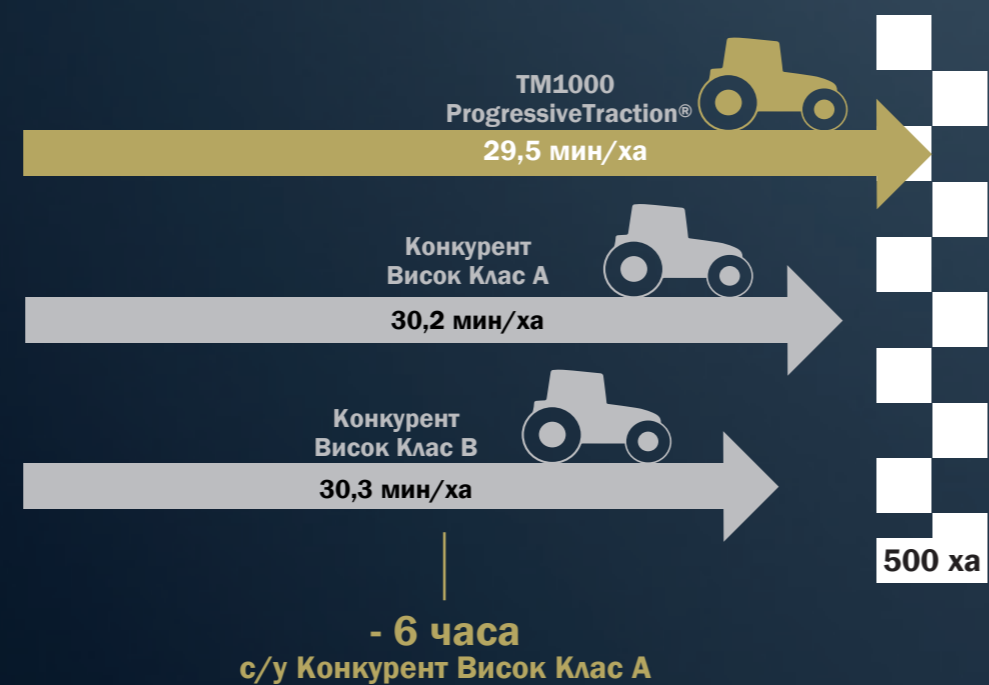 TM1000
ProgressiveTraction®
29,5 мин/ха
Конкурент
Висок Клас А
30,2 мин/ха
Конкурент
Висок Клас В
30,3 мин/ха
500 ха
- 6 часа
с/у Конкурент Висок Клас А